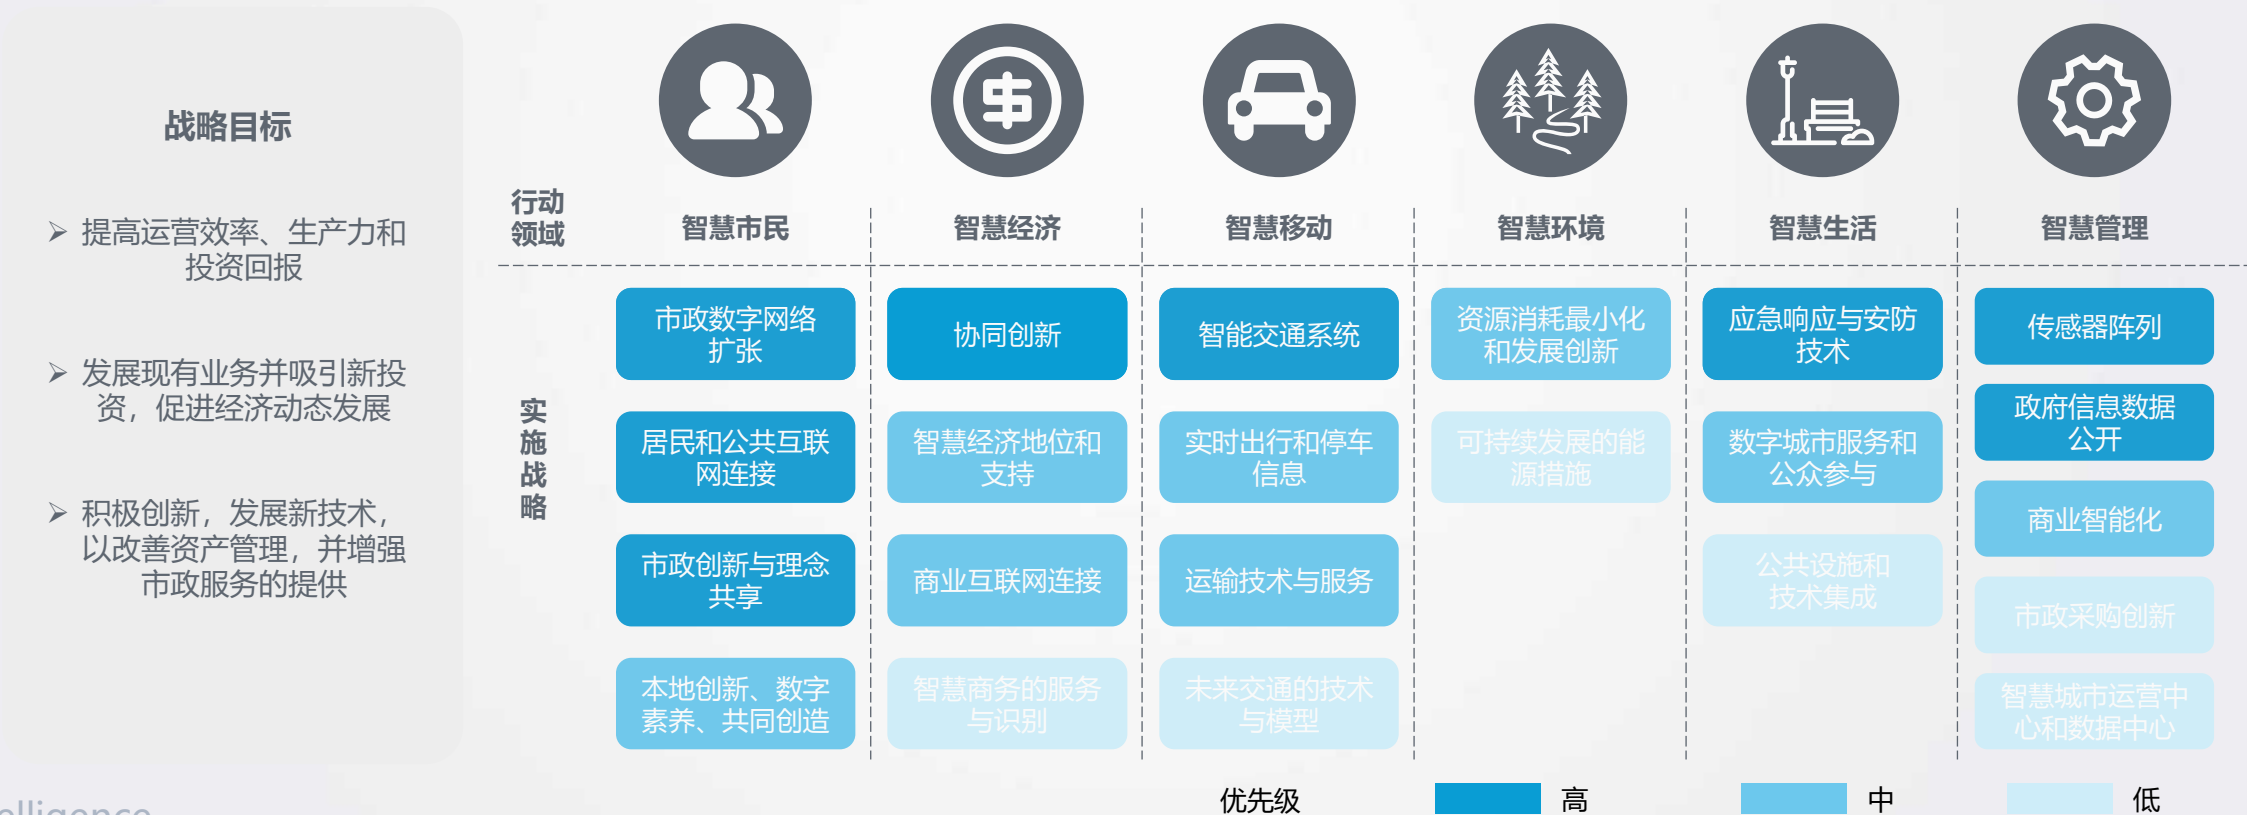 战略目标
➢ 提高运营效率、生产力和
投资回报
➢ 发展现有业务并吸引新投
资，促进经济动态发展
➢ 积极创新，发展新技术，
以改善资产管理，并增强
市政服务的提供
行动
领域
智慧市民
智慧经济
智慧移动
智慧环境
智慧生活
智慧管理
实
施
战
略
市政数字网络
扩张
居民和公共互联
网连接
市政创新与理念
共享
本地创新、数字
素养、共同创造
协同创新
智慧经济地位和
支持
商业互联网连接
智慧商务的服务
与识别
智能交通系统
实时出行和停车
信息
运输技术与服务
未来交通的技术
与模型
资源消耗最小化
和发展创新
可持续发展的能
源措施
应急响应与安防
技术
数字城市服务和
公众参与
公共设施和
技术集成
传感器阵列
政府信息数据
公开
商业智能化
市政采购创新
智慧城市运营中
心和数据中心
优先级
高
中
低